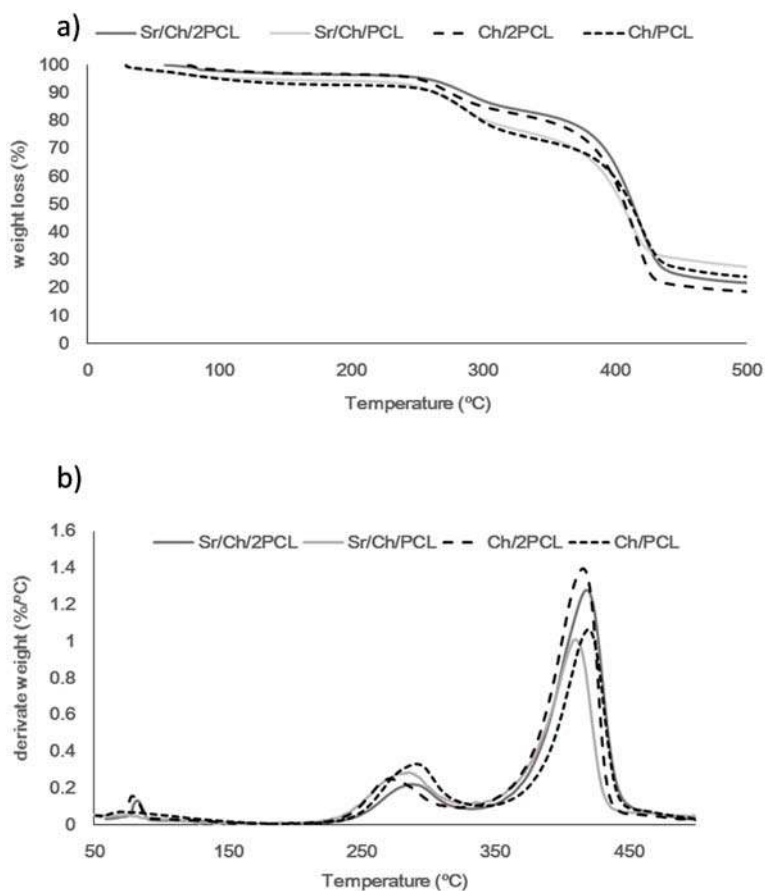 a)
Sr/Ch/2PCL Sr/Ch/PCL Ch/2PCL Ch/PCL
100
90
80
70
60
50
40
30
20
10
0
weight loss (%)
0 100 200 300 400 500
Temperature (ºC)
b)
1.6
Sr/Ch/2PCL Sr/Ch/PCL Ch/2PCL Ch/PCL
1.4
1.2
1
0.8
0.6
0.4
0.2
0
derivate weight (%/ºC)
50 150 250 350 450
Temperature (ºC)